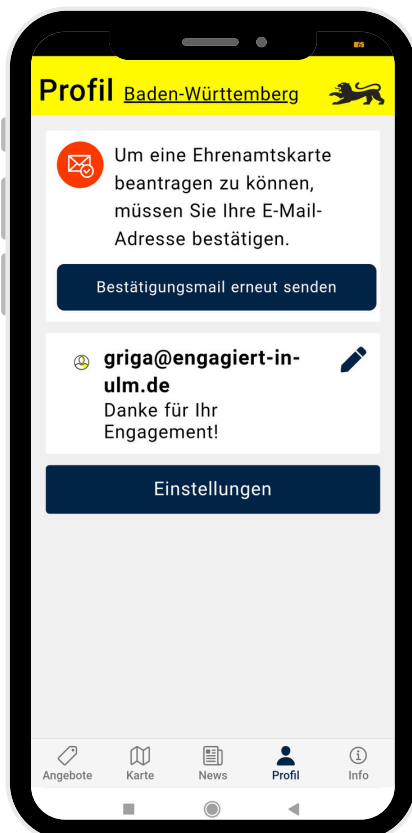 Profil Baden-Württemberg
Um eine Ehrenamtskarte
beantragen zu können,
müssen Sie Ihre E-Mail-
Adresse bestätigen.
Bestätigungsmail erneut senden
griga@engagiert-in-
ulm.de
Danke für Ihr
Engagement!
Einstellungen
Angebote Karte News Profil Info